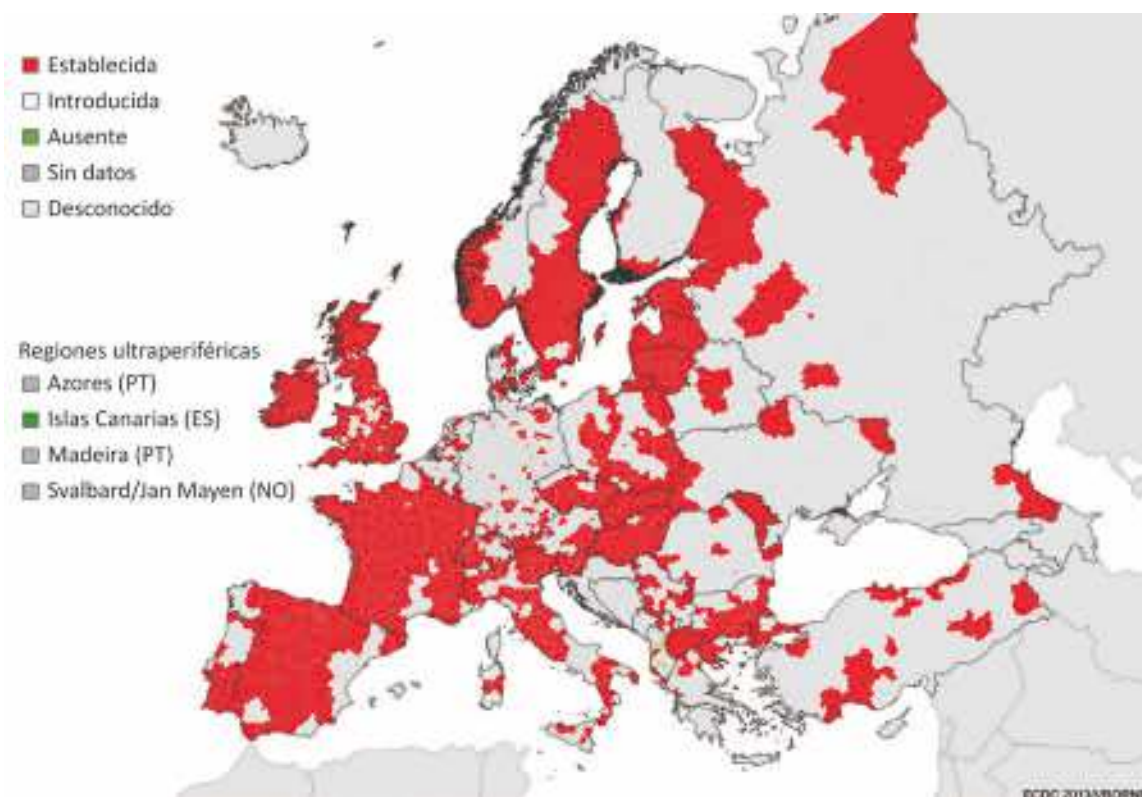 Establecida
Introducida
Ausente
Sin datos
Desconocido
Regiones ultraperiféricas
Azores (PT)
Islas Canarias (ES)
Madeira (PT)
Svalbard/Jan Mayen (NO)